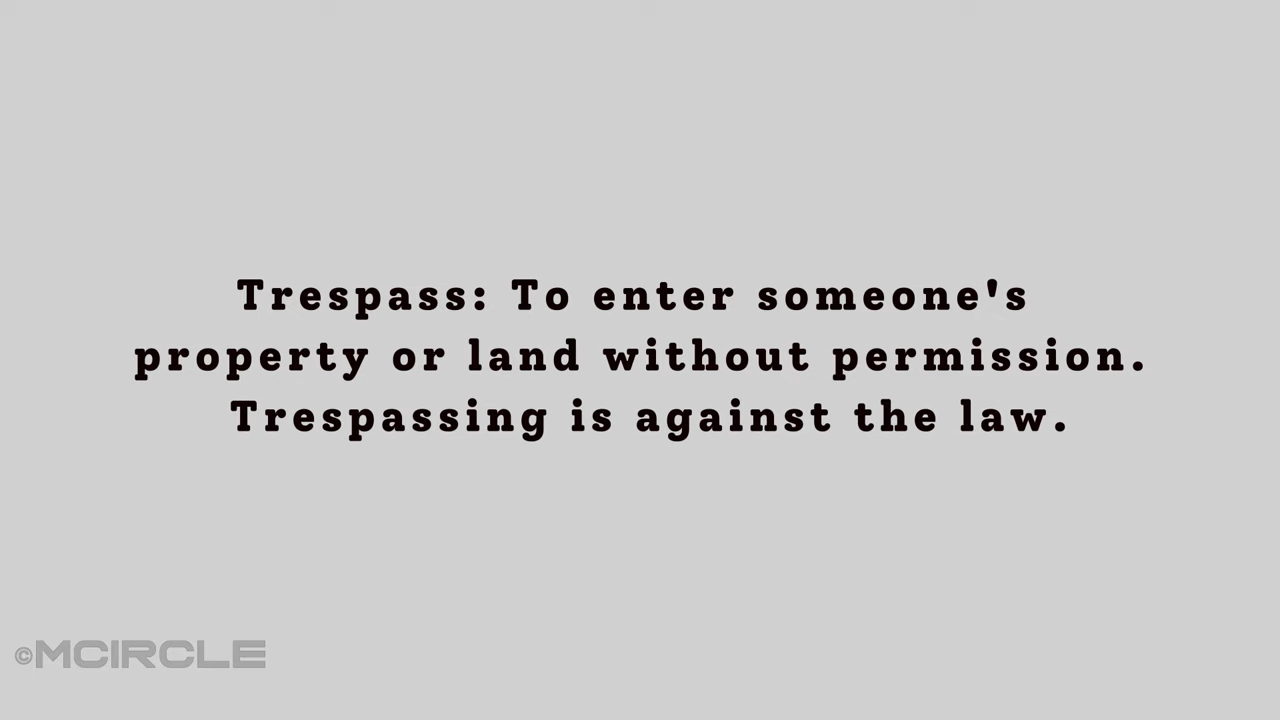 Trespass: To enter someone's
property or land without permission.
Trespassing is against the law.
©MCIRCLE